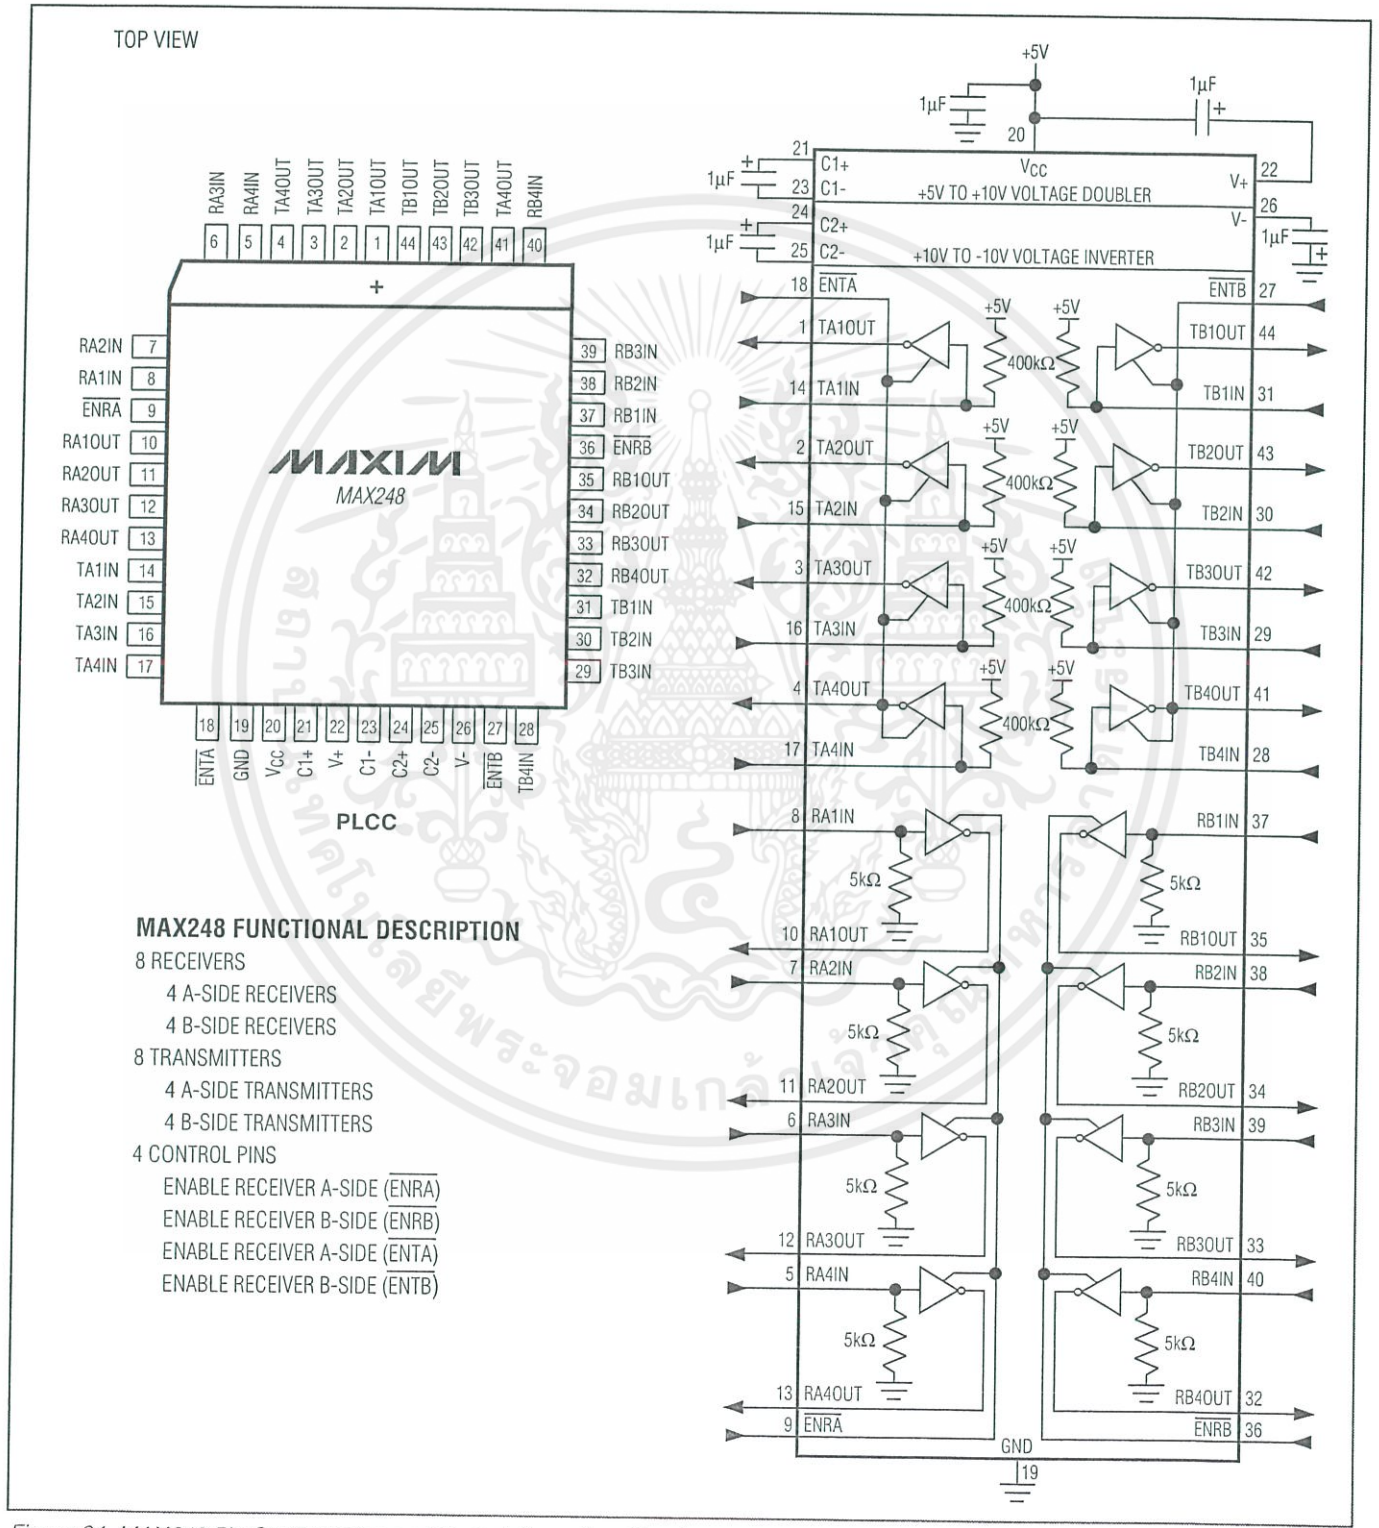 TOP VIEW
RA3IN
RA4IN
TA4OUT
TA3OUT
TA2OUT
TA1OUT
TB1OUT
TB2OUT
TB3OUT
TA4OUT
RB4IN
6 5 4 3 2 1 44 43 42 41 40
+
RA2IN 7
RA1IN 8
ENRA 9
RA1OUT 10
RA2OUT 11
RA3OUT 12
RA4OUT 13
TA1IN 14
TA2IN 15
TA3IN 16
TA4IN 17
MAXIM
MAX248
39 RB3IN
38 RB2IN
37 RB1IN
36 ENRB
35 RB1OUT
34 RB2OUT
33 RB3OUT
32 RB4OUT
31 TB1IN
30 TB2IN
29 TB3IN
18 19 20 21 22 23 24 25 26 27 28
ENTA
GND
VCC
C1+
V+
C1-
C2+
C2-
V-
ENTB
TB4IN
PLCC
MAX248 FUNCTIONAL DESCRIPTION
8 RECEIVERS
4 A-SIDE RECEIVERS
4 B-SIDE RECEIVERS
8 TRANSMITTERS
4 A-SIDE TRANSMITTERS
4 B-SIDE TRANSMITTERS
4 CONTROL PINS
ENABLE RECEIVER A-SIDE (ENRA)
ENABLE RECEIVER B-SIDE (ENRB)
ENABLE RECEIVER A-SIDE (ENTA)
ENABLE RECEIVER B-SIDE (ENTB)
+5V
1µF
1µF +
20
VCC
21 C1+
+ 1µF
23 C1-
+5V TO +10V VOLTAGE DOUBLER
V+ 22
24 C2+
+ 1µF
25 C2-
+10V TO -10V VOLTAGE INVERTER
V- 26
1µF +
18 ENTA
ENTB 27
+5V +5V
1 TA1OUT
TB1OUT 44
400kΩ
14 TA1IN
TB1IN 31
+5V +5V
2 TA2OUT
TB2OUT 43
400kΩ
15 TA2IN
TB2IN 30
+5V +5V
3 TA3OUT
TB3OUT 42
400kΩ
16 TA3IN
TB3IN 29
+5V +5V
4 TA4OUT
TB4OUT 41
400kΩ
17 TA4IN
TB4IN 28
8 RA1IN
RB1IN 37
5kΩ 5kΩ
10 RA1OUT
RB1OUT 35
7 RA2IN
RB2IN 38
5kΩ 5kΩ
11 RA2OUT
RB2OUT 34
6 RA3IN
RB3IN 39
5kΩ 5kΩ
12 RA3OUT
RB3OUT 33
5 RA4IN
RB4IN 40
5kΩ 5kΩ
13 RA4OUT
RB4OUT 32
9 ENRA
ENRB 36
GND
19